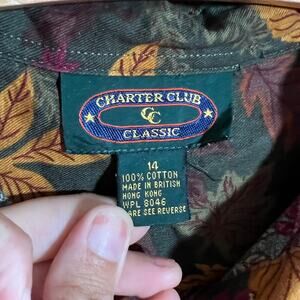 CHARTER CLUB
CC
CLASSIC
14
100% COTTON
MADE IN BRITISH
HONG KONG
WPL 8046
CARE SEE REVERSE